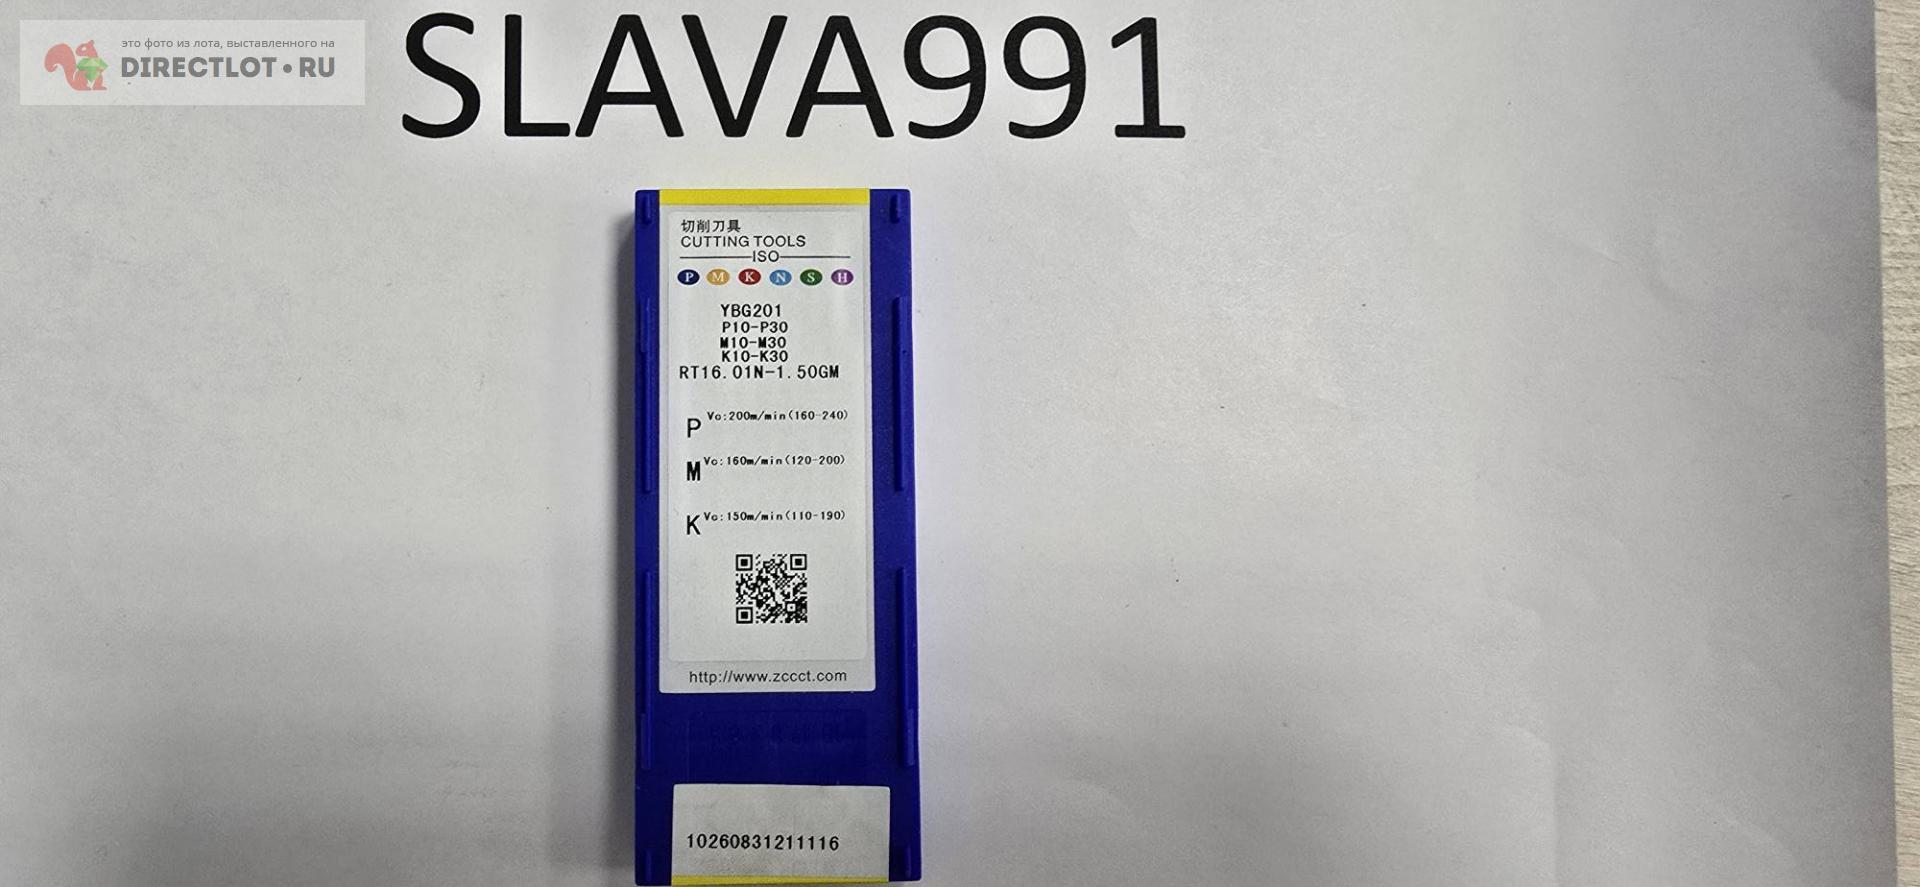 это фото из лота, выставленного на
DIRECTLOT•RU
SLAVA991
切削刀具
CUTTING TOOLS
ISO
P M K N S H
YBG201
P10-P30
M10-M30
K10-K30
RT16.01N-1.50GM
P Vc:200m/min(160-240)
M Vc:160m/min(120-200)
K Vc:150m/min(110-190)
http://www.zccct.com
10260831211116